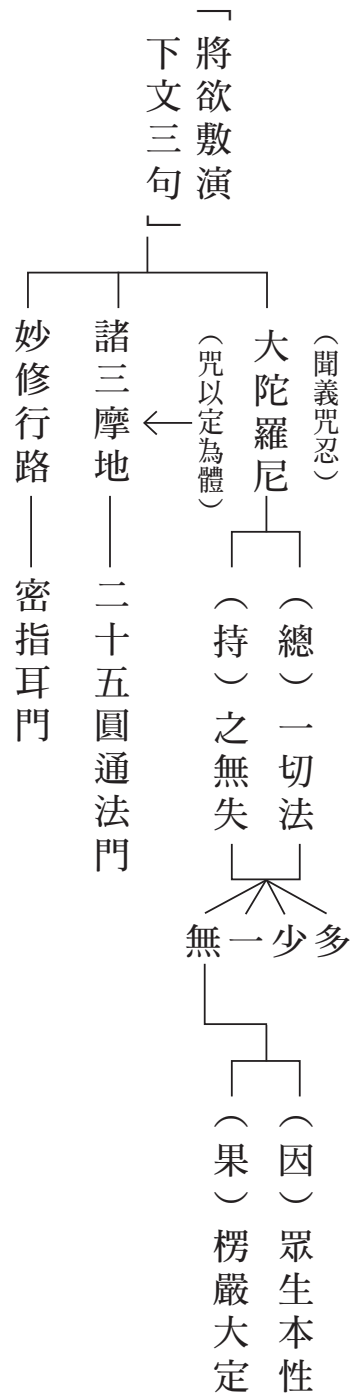 「將欲敷演
下文三句」
（聞義咒忍）
大陀羅尼
（咒以定為體）
諸三摩地
妙修行路
（總）一切法
（持）之無失
二十五圓通法門
密指耳門
多
少
一
無
（因）眾生本性
（果）楞嚴大定